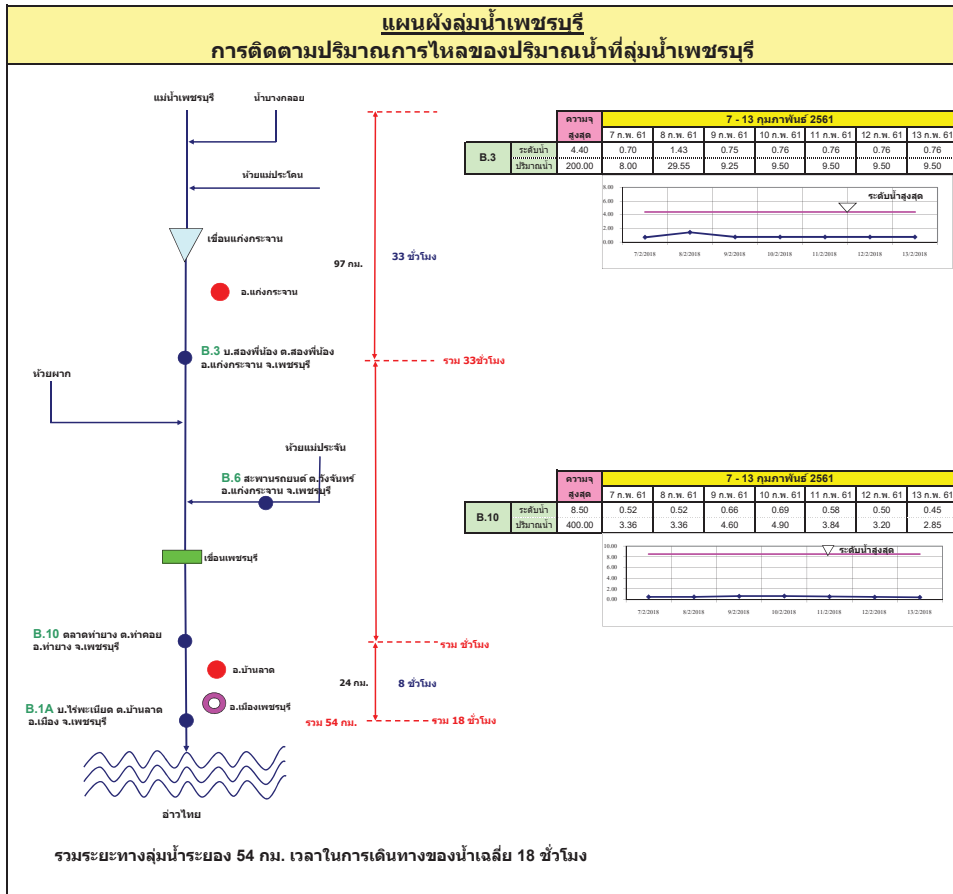 แผนผังลุ่มน้ำเพชรบุรี
การติดตามปริมาณการไหลของปริมาณน้ำที่ลุ่มน้ำเพชรบุรี
แม่น้ำเพชรบุรี
น้ำบางกลอย
ห้วยแม่ประโดน
เขื่อนแก่งกระจาน
97 กม.
33 ชั่วโมง
อ.แก่งกระจาน
B.3 บ.สองพี่น้อง ต.สองพี่น้อง
อ.แก่งกระจาน จ.เพชรบุรี
รวม 33ชั่วโมง
ห้วยผาก
ห้วยแม่ประจัน
B.6 สะพานรถยนต์ ต.วังจันทร์
อ.แก่งกระจาน จ.เพชรบุรี
เขื่อนเพชรบุรี
B.10 ตลาดท่ายาง ต.ท่าคอย
อ.ท่ายาง จ.เพชรบุรี
รวม ชั่วโมง
อ.บ้านลาด
24 กม.
8 ชั่วโมง
อ.เมืองเพชรบุรี
B.1A บ.ไร่พะเนียด ต.บ้านลาด
อ.เมือง จ.เพชรบุรี
รวม 54 กม.
รวม 18 ชั่วโมง
อ่าวไทย
รวมระยะทางลุ่มน้ำระยอง 54 กม. เวลาในการเดินทางของน้ำเฉลี่ย 18 ชั่วโมง
ความจุ 7 - 13 กุมภาพันธ์ 2561
สูงสุด 7 ก.พ. 61 8 ก.พ. 61 9 ก.พ. 61 10 ก.พ. 61 11 ก.พ. 61 12 ก.พ. 61 13 ก.พ. 61
B.3 ระดับน้ำ 4.40 0.70 1.43 0.75 0.76 0.76 0.76 0.76
ปริมาณน้ำ 200.00 8.00 29.55 9.25 9.50 9.50 9.50 9.50
8.00
6.00
4.00
2.00
0.00
ระดับน้ำสูงสุด
7/2/2018 8/2/2018 9/2/2018 10/2/2018 11/2/2018 12/2/2018 13/2/2018
ความจุ 7 - 13 กุมภาพันธ์ 2561
สูงสุด 7 ก.พ. 61 8 ก.พ. 61 9 ก.พ. 61 10 ก.พ. 61 11 ก.พ. 61 12 ก.พ. 61 13 ก.พ. 61
B.10 ระดับน้ำ 8.50 0.52 0.52 0.66 0.69 0.58 0.50 0.45
ปริมาณน้ำ 400.00 3.36 3.36 4.60 4.90 3.84 3.20 2.85
10.00
8.00
6.00
4.00
2.00
0.00
ระดับน้ำสูงสุด
7/2/2018 8/2/2018 9/2/2018 10/2/2018 11/2/2018 12/2/2018 13/2/2018